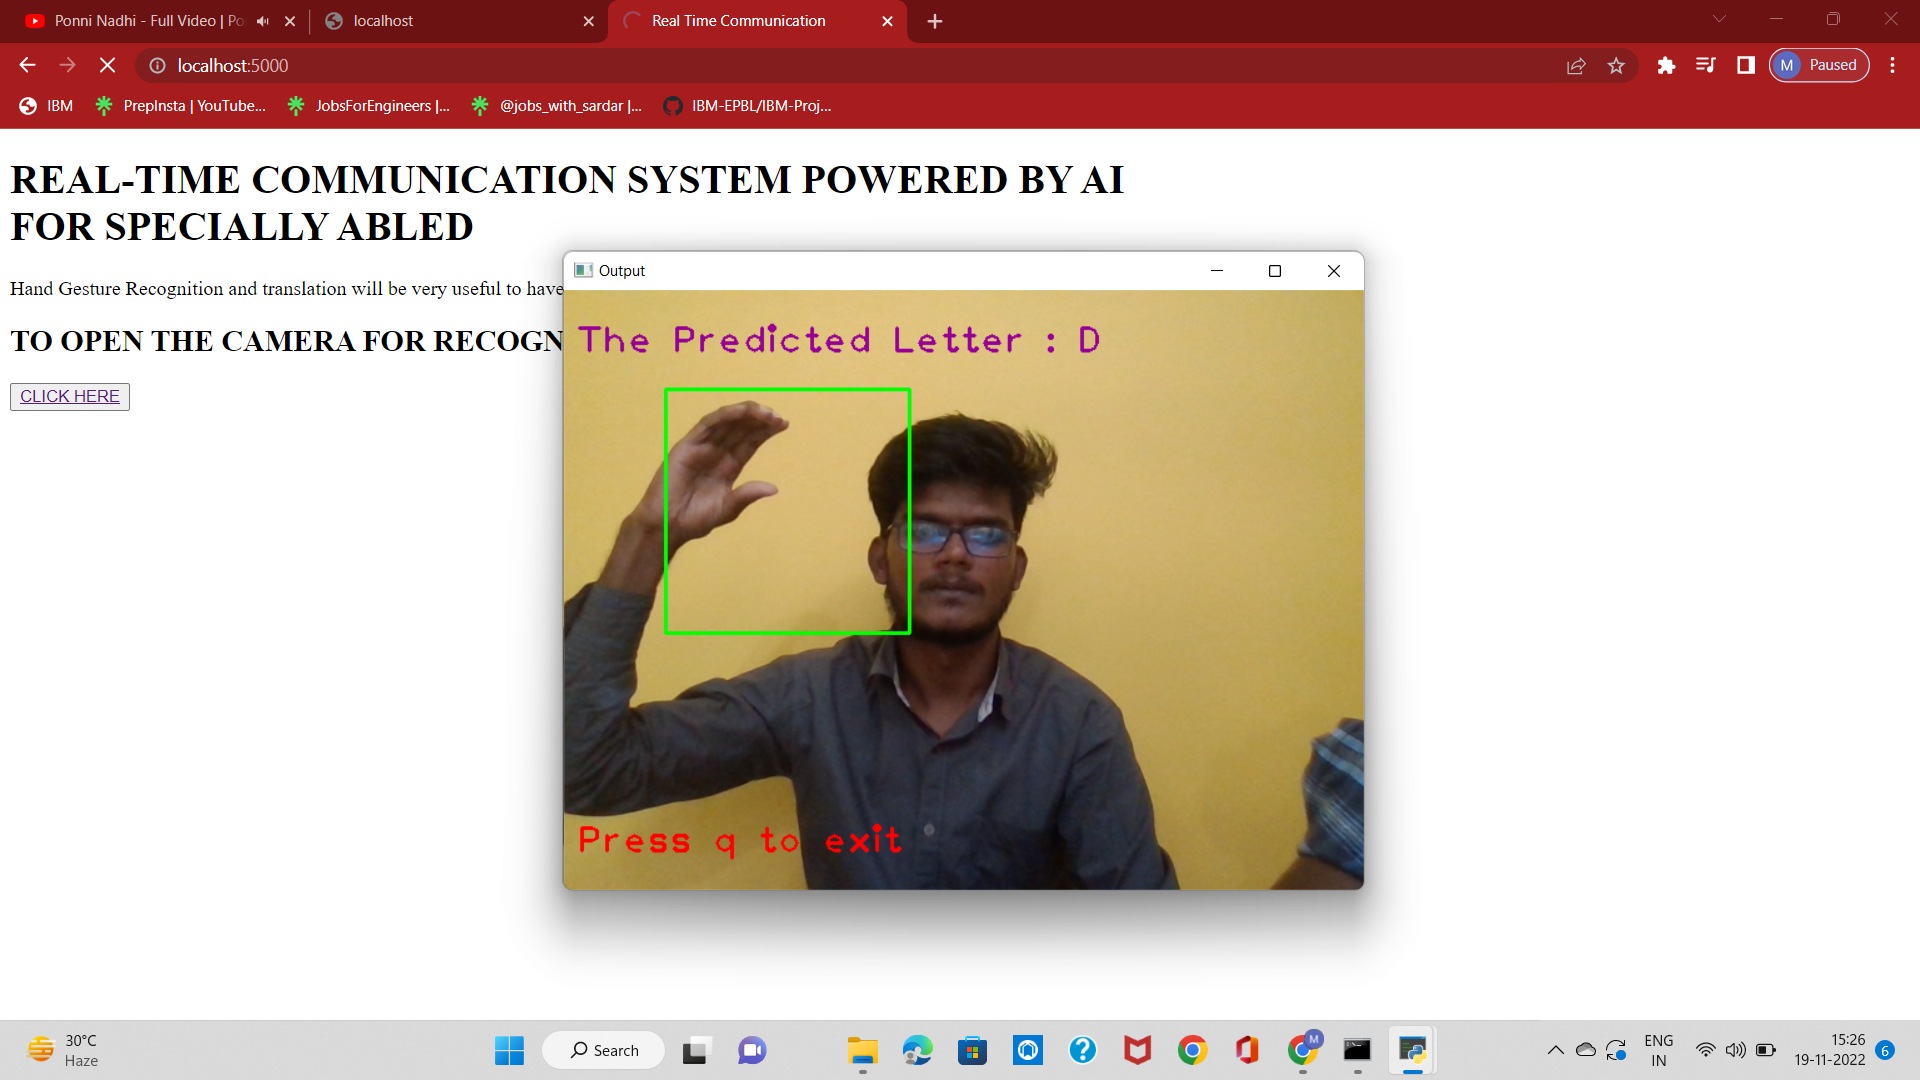 Ponni Nadhi - Full Video | Po
localhost
Real Time Communication
localhost:5000
M
Paused
IBM
PrepInsta | YouTube...
JobsForEngineers |...
@jobs_with_sardar |...
IBM-EPBL/IBM-Proj...
REAL-TIME COMMUNICATION SYSTEM POWERED BY AI
FOR SPECIALLY ABLED
Hand Gesture Recognition and translation will be very useful to have
TO OPEN THE CAMERA FOR RECOGN
CLICK HERE
Output
The Predicted Letter : D
Press q to exit
30°C
Haze
Search
M
ENG
IN
15:26
19-11-2022
6